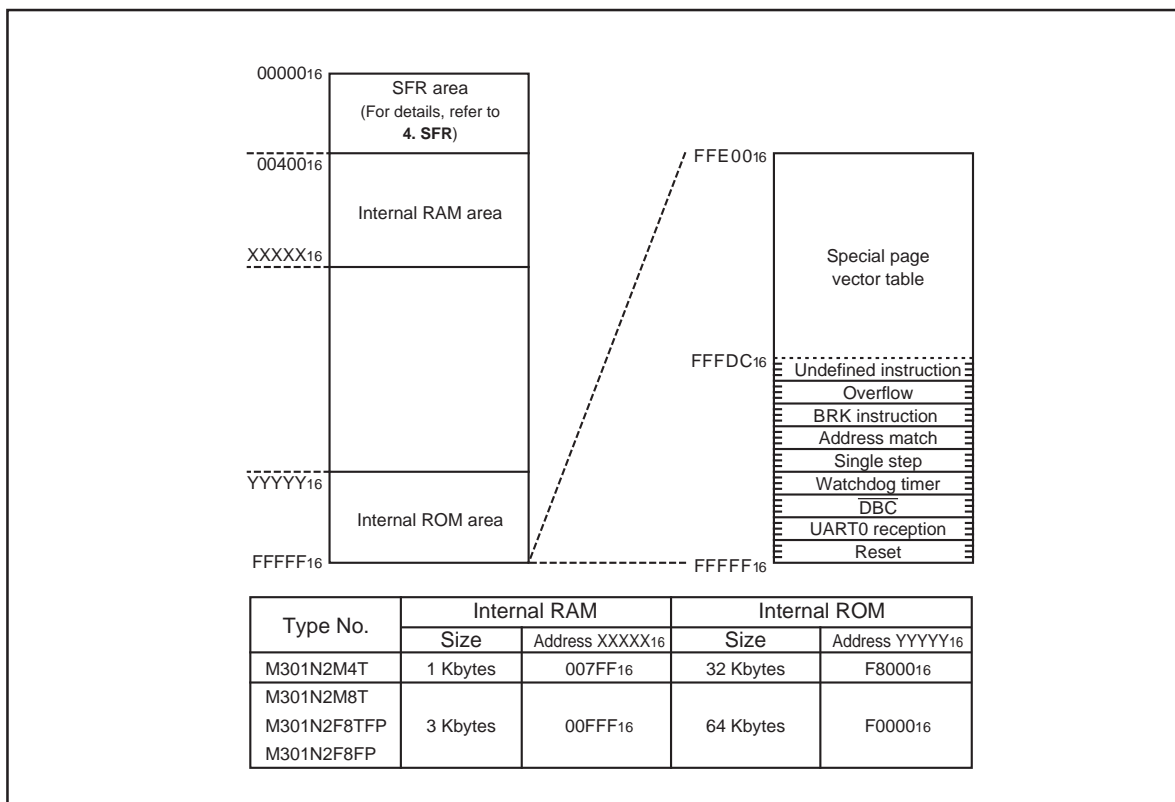 00000₁₆
SFR area
(For details, refer to
4. SFR)
00400₁₆
Internal RAM area
XXXXX₁₆
YYYYY₁₆
Internal ROM area
FFFFF₁₆
FFE00₁₆
Special page
vector table
FFFDC₁₆
Undefined instruction
Overflow
BRK instruction
Address match
Single step
Watchdog timer
DBC
UART0 reception
Reset
FFFFF₁₆
Type No. Internal RAM Internal ROM
Size Address XXXXX₁₆ Size Address YYYYY₁₆
M301N2M4T 1 Kbytes 007FF₁₆ 32 Kbytes F8000₁₆
M301N2M8T
M301N2F8TFP 3 Kbytes 00FFF₁₆ 64 Kbytes F0000₁₆
M301N2F8FP